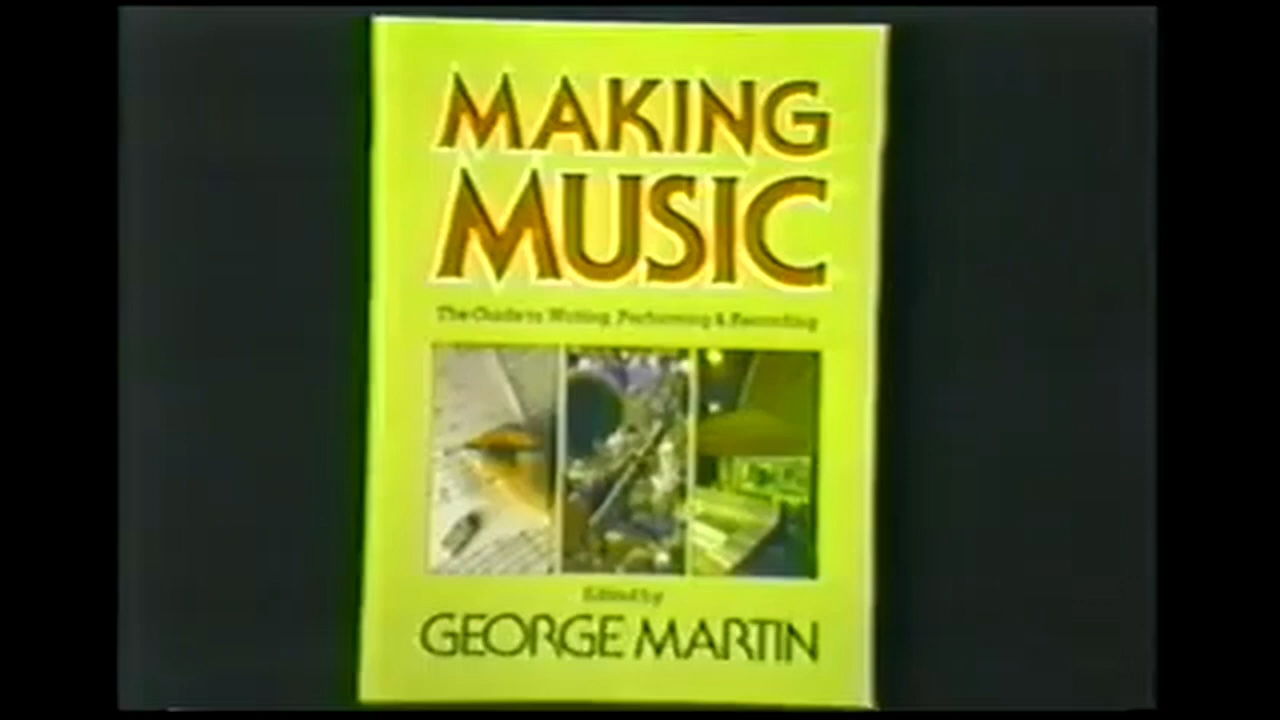 MAKING
MUSIC
The Guide to Writing, Performing & Recording
Edited by
GEORGE MARTIN